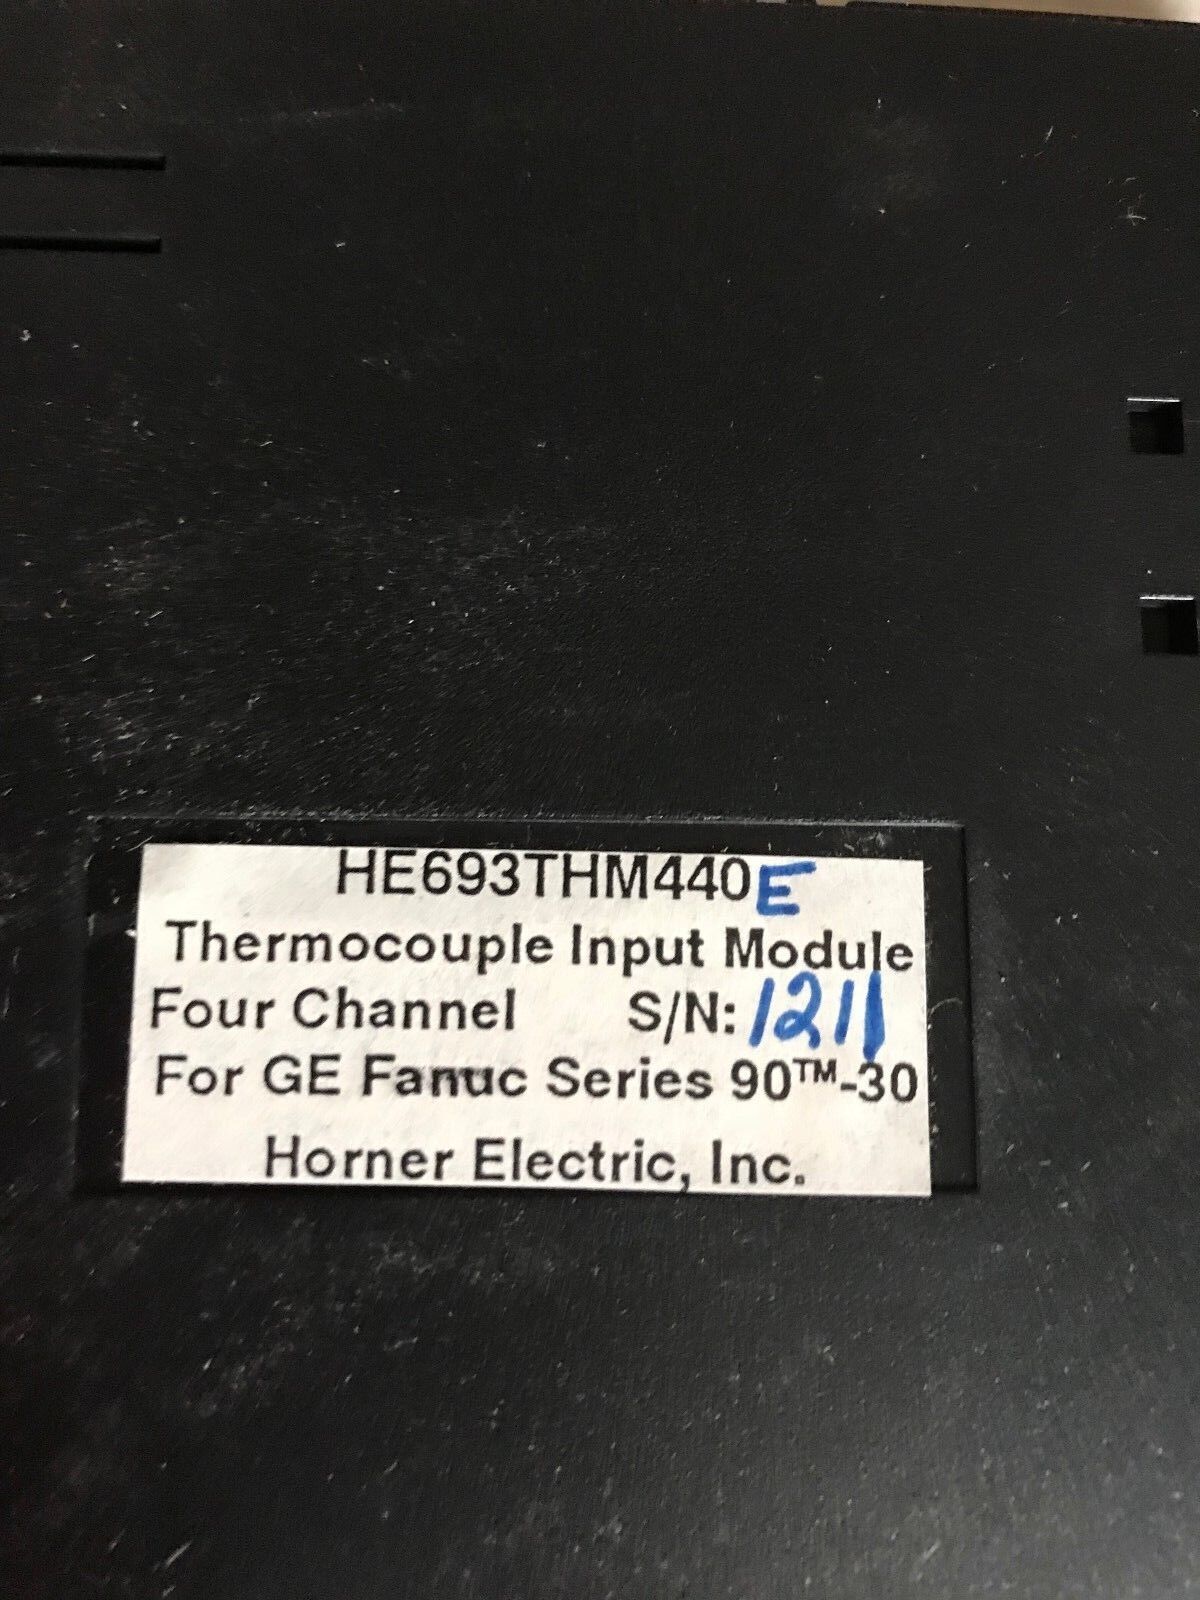 HE693THM440E
Thermocouple Input Module
Four Channel S/N: 1211
For GE Fanuc Series 90™-30
Horner Electric, Inc.